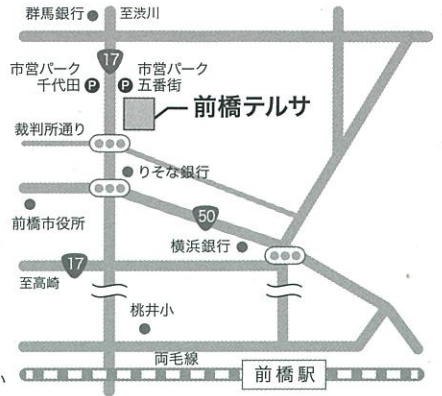 群馬銀行
至渋川
17
市営パーク
千代田
P
P
市営パーク
五番街
前橋テルサ
裁判所通り
りそな銀行
前橋市役所
50
横浜銀行
17
至高崎
桃井小
両毛線
前橋駅